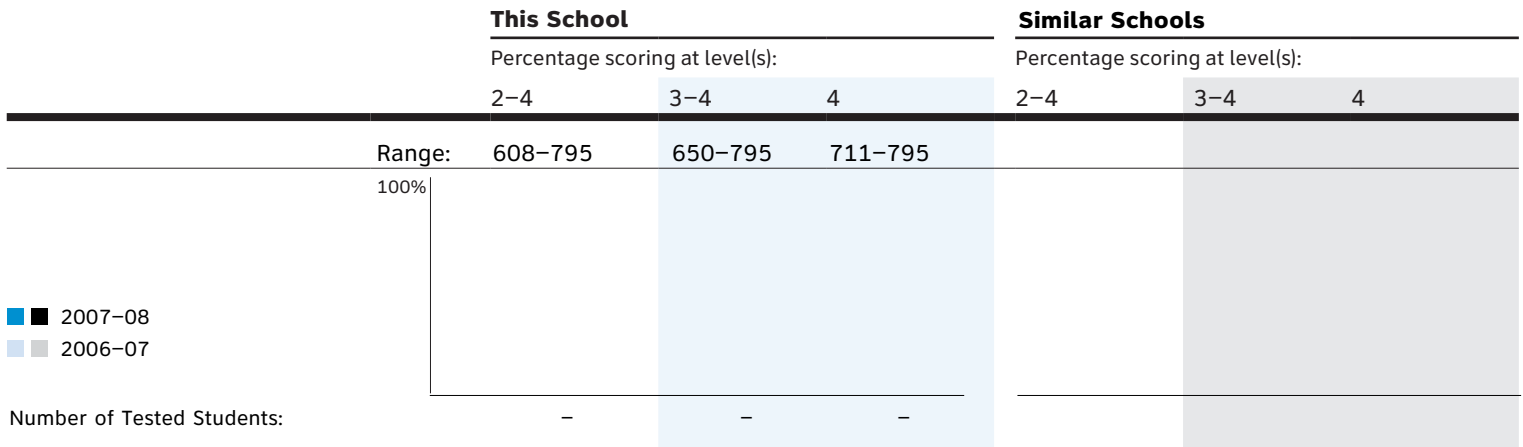 This School Similar Schools
Percentage scoring at level(s): Percentage scoring at level(s):
2–4 3–4 4 2–4 3–4 4
Range: 608–795 650–795 711–795
100%
2007–08
2006–07
Number of Tested Students: – – –